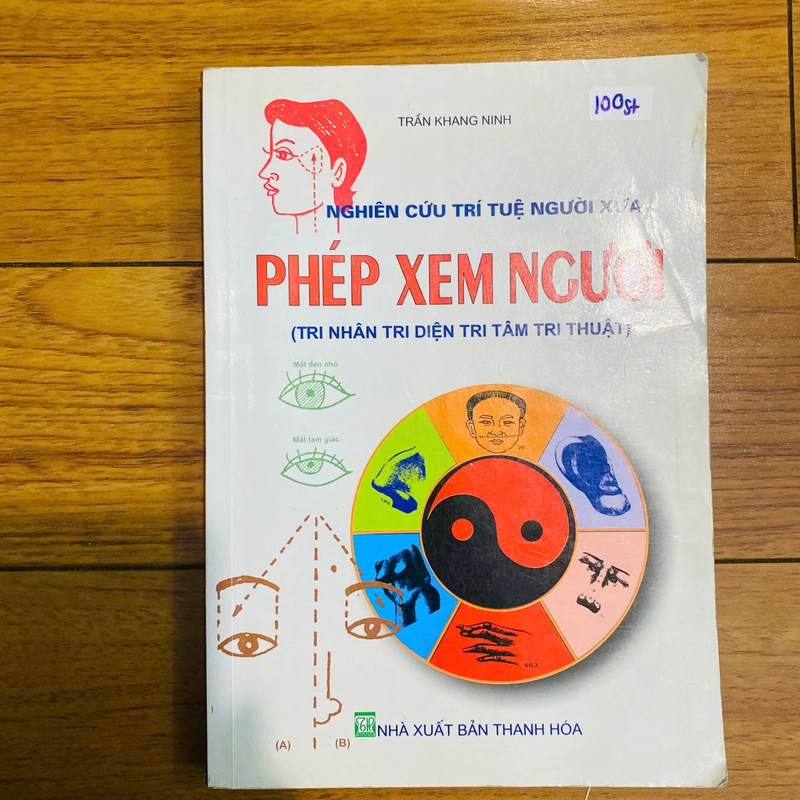 TRẦN KHANG NINH
100st
NGHIÊN CỨU TRÍ TUỆ NGƯỜI XƯA
PHÉP XEM NGƯỜI
(TRI NHÂN TRI DIỆN TRI TÂM TRI THUẬT)
Mắt đen nhỏ
Mắt tam giác
463
(A) (B)
NHÀ XUẤT BẢN THANH HÓA